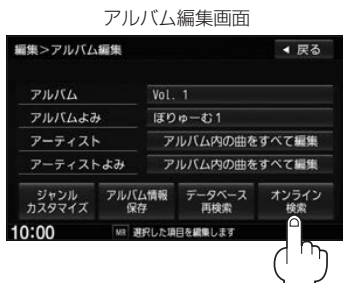 アルバム編集画面
編集>アルバム編集
◄ 戻る
アルバム
Vol. 1
アルバムよみ
ぼりゅーむ1
アーティスト
アルバム内の曲をすべて編集
アーティストよみ
アルバム内の曲をすべて編集
ジャンル
カスタマイズ
アルバム情報
保存
データベース
再検索
オンライン
検索
10:00
MR 選択した項目を編集します